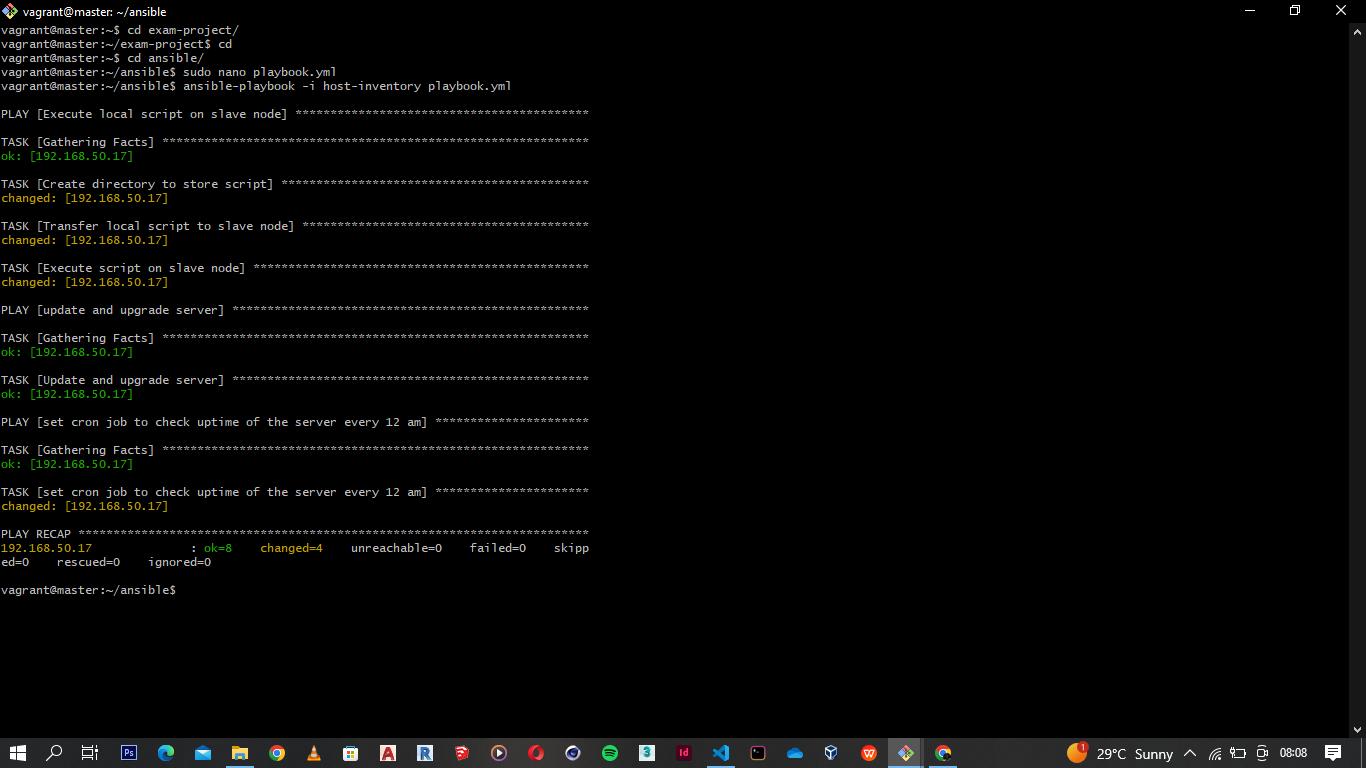 vagrant@master: ~/ansible
vagrant@master:~$ cd exam-project/
vagrant@master:~/exam-project$ cd
vagrant@master:~$ cd ansible/
vagrant@master:~/ansible$ sudo nano playbook.yml
vagrant@master:~/ansible$ ansible-playbook -i host-inventory playbook.yml
PLAY [Execute local script on slave node] ******************************************
TASK [Gathering Facts] *************************************************************
ok: [192.168.50.17]
TASK [Create directory to store script] ********************************************
changed: [192.168.50.17]
TASK [Transfer local script to slave node] *****************************************
changed: [192.168.50.17]
TASK [Execute script on slave node] ************************************************
changed: [192.168.50.17]
PLAY [update and upgrade server] ***************************************************
TASK [Gathering Facts] *************************************************************
ok: [192.168.50.17]
TASK [Update and upgrade server] ***************************************************
ok: [192.168.50.17]
PLAY [set cron job to check uptime of the server every 12 am] **********************
TASK [Gathering Facts] *************************************************************
ok: [192.168.50.17]
TASK [set cron job to check uptime of the server every 12 am] **********************
changed: [192.168.50.17]
PLAY RECAP *************************************************************************
192.168.50.17              : ok=8    changed=4    unreachable=0    failed=0    skipp
ed=0    rescued=0    ignored=0
vagrant@master:~/ansible$
Ps A R 3 Id 1 29°C Sunny 08:08